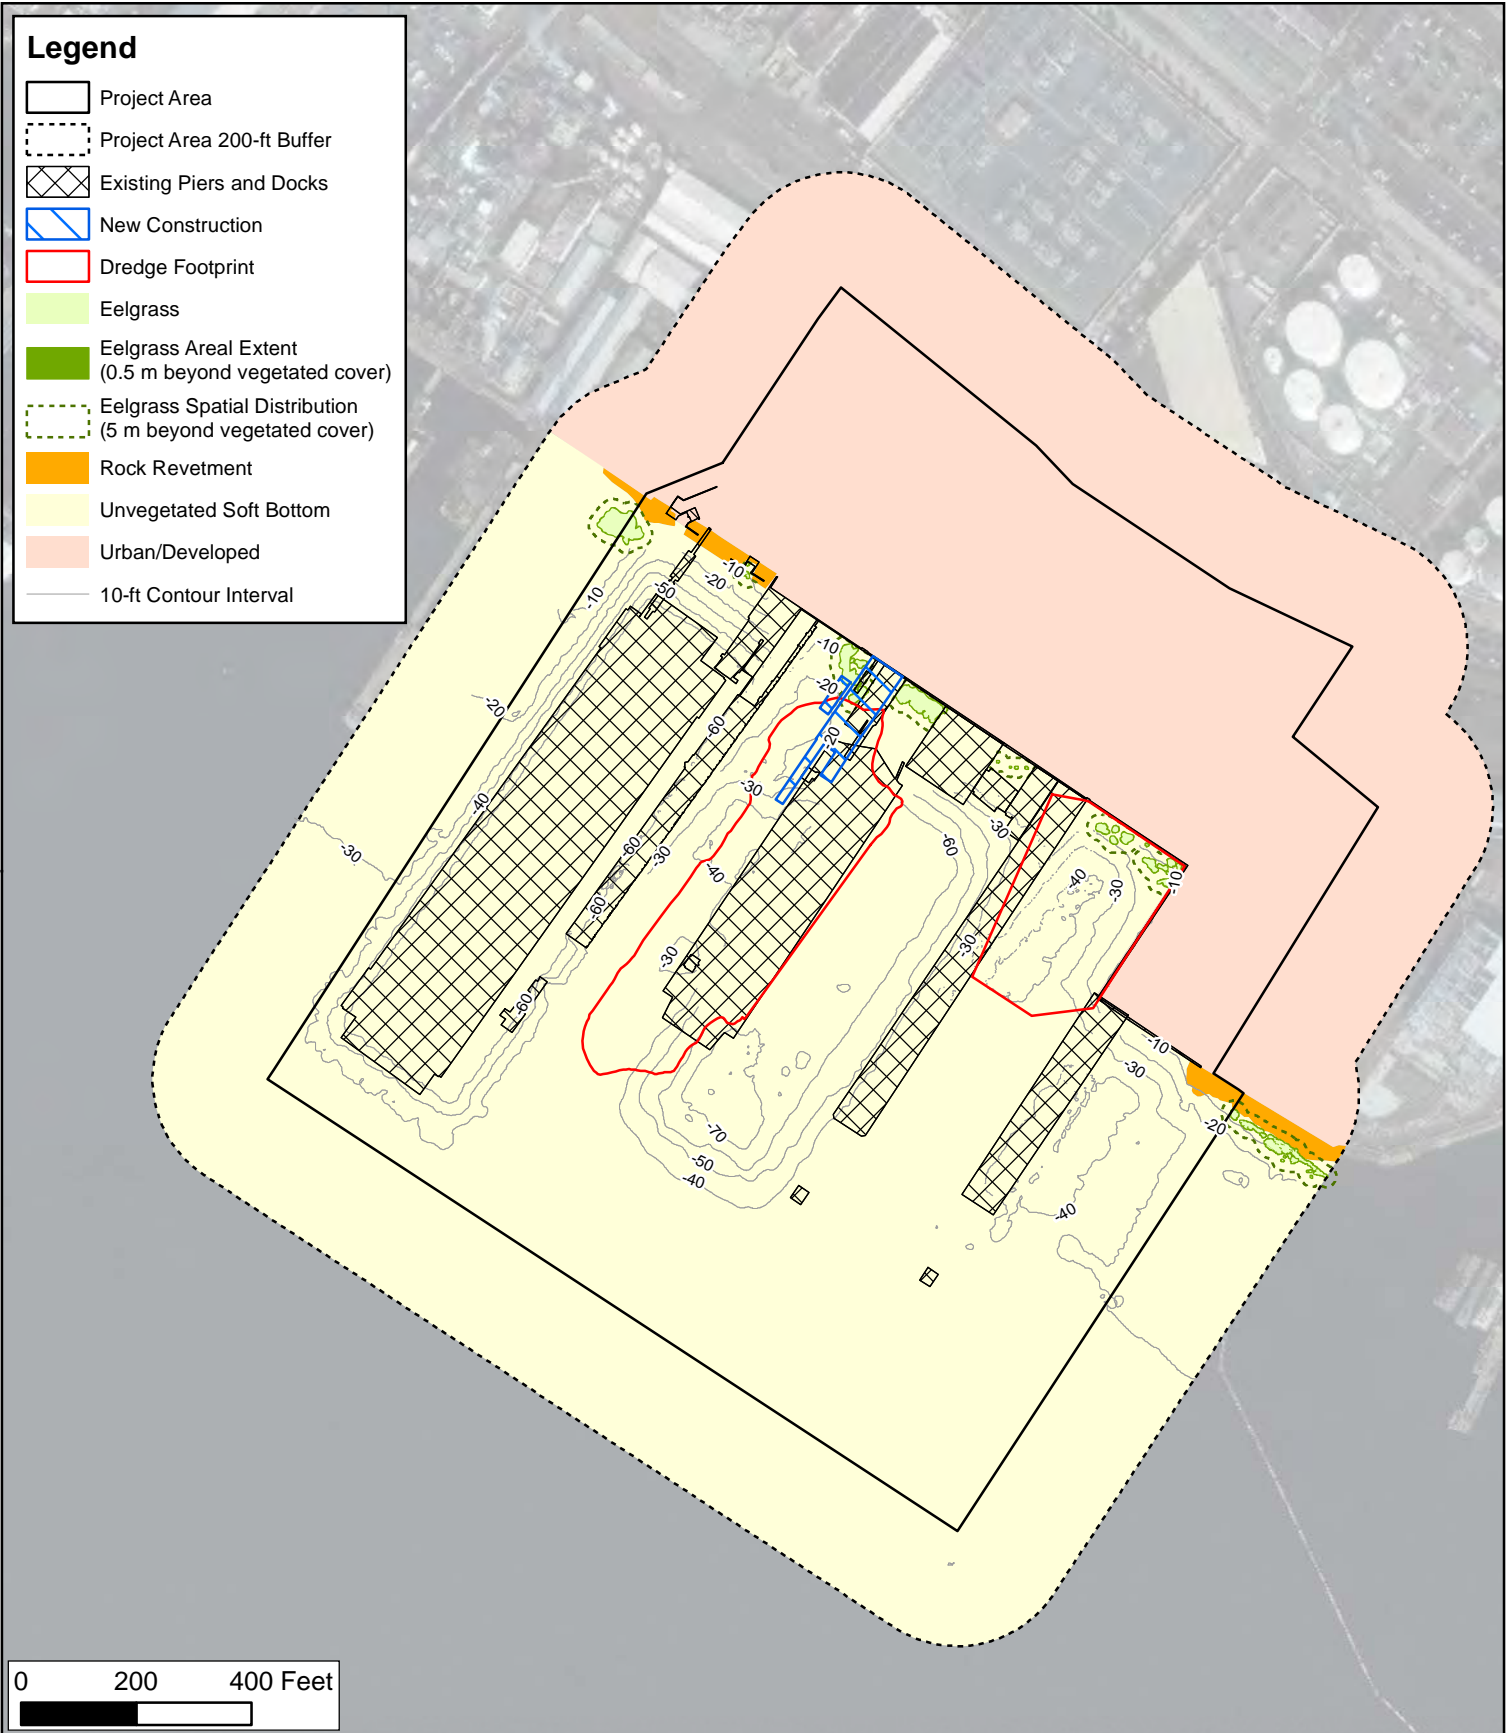 Legend
Project Area
Project Area 200-ft Buffer
Existing Piers and Docks
New Construction
Dredge Footprint
Eelgrass
Eelgrass Areal Extent
(0.5 m beyond vegetated cover)
Eelgrass Spatial Distribution
(5 m beyond vegetated cover)
Rock Revetment
Unvegetated Soft Bottom
Urban/Developed
10-ft Contour Interval
-10
-20
-50
-10
-10
-20
-20
-60
-20
-30
-40
-30
-60
-30
-60
-30
-40
-40
-30
-10
-60
-30
-30
-60
-10
-30
-20
-70
-50
-40
-40
0 200 400 Feet